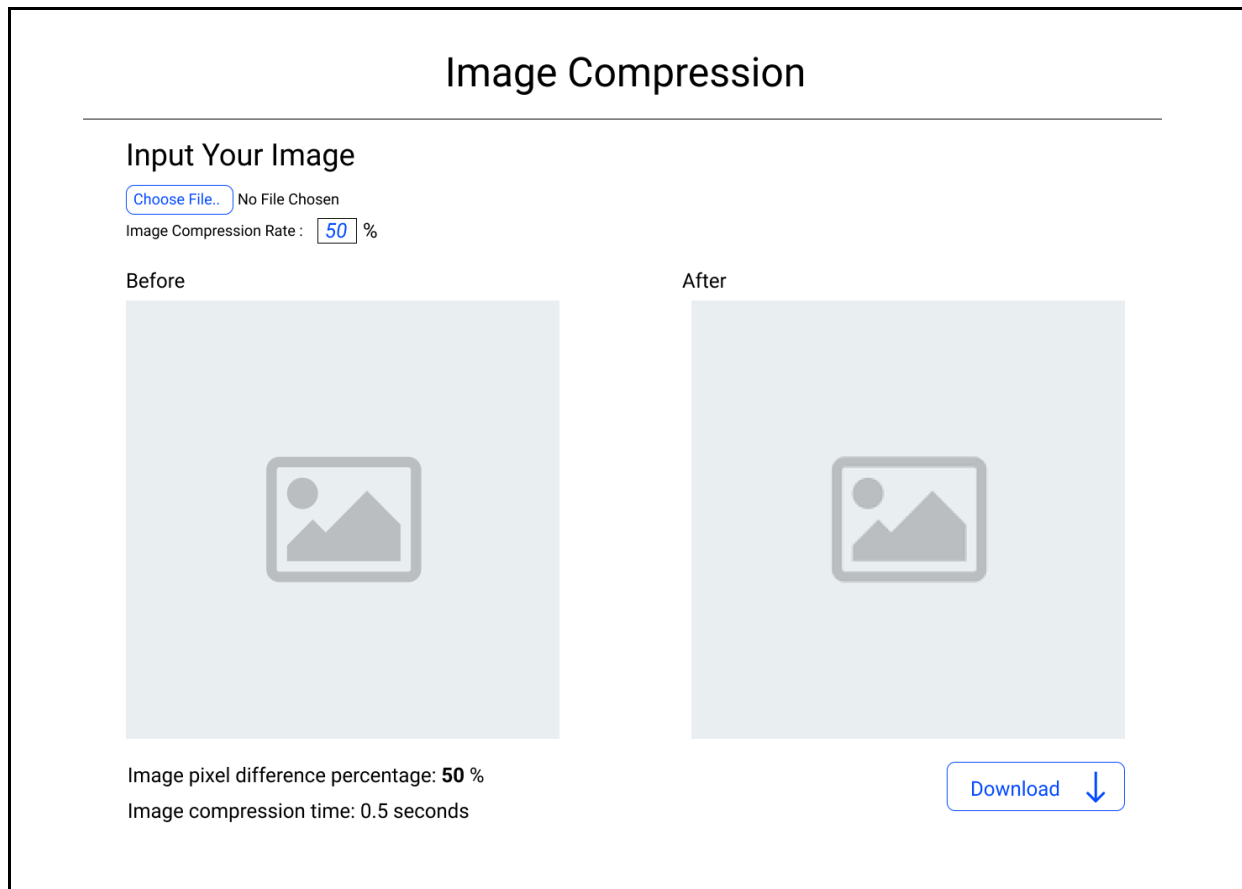 Image Compression
Input Your Image
Choose File.. No File Chosen
Image Compression Rate : 50 %
Before
After
Image pixel difference percentage: 50 %
Image compression time: 0.5 seconds
Download